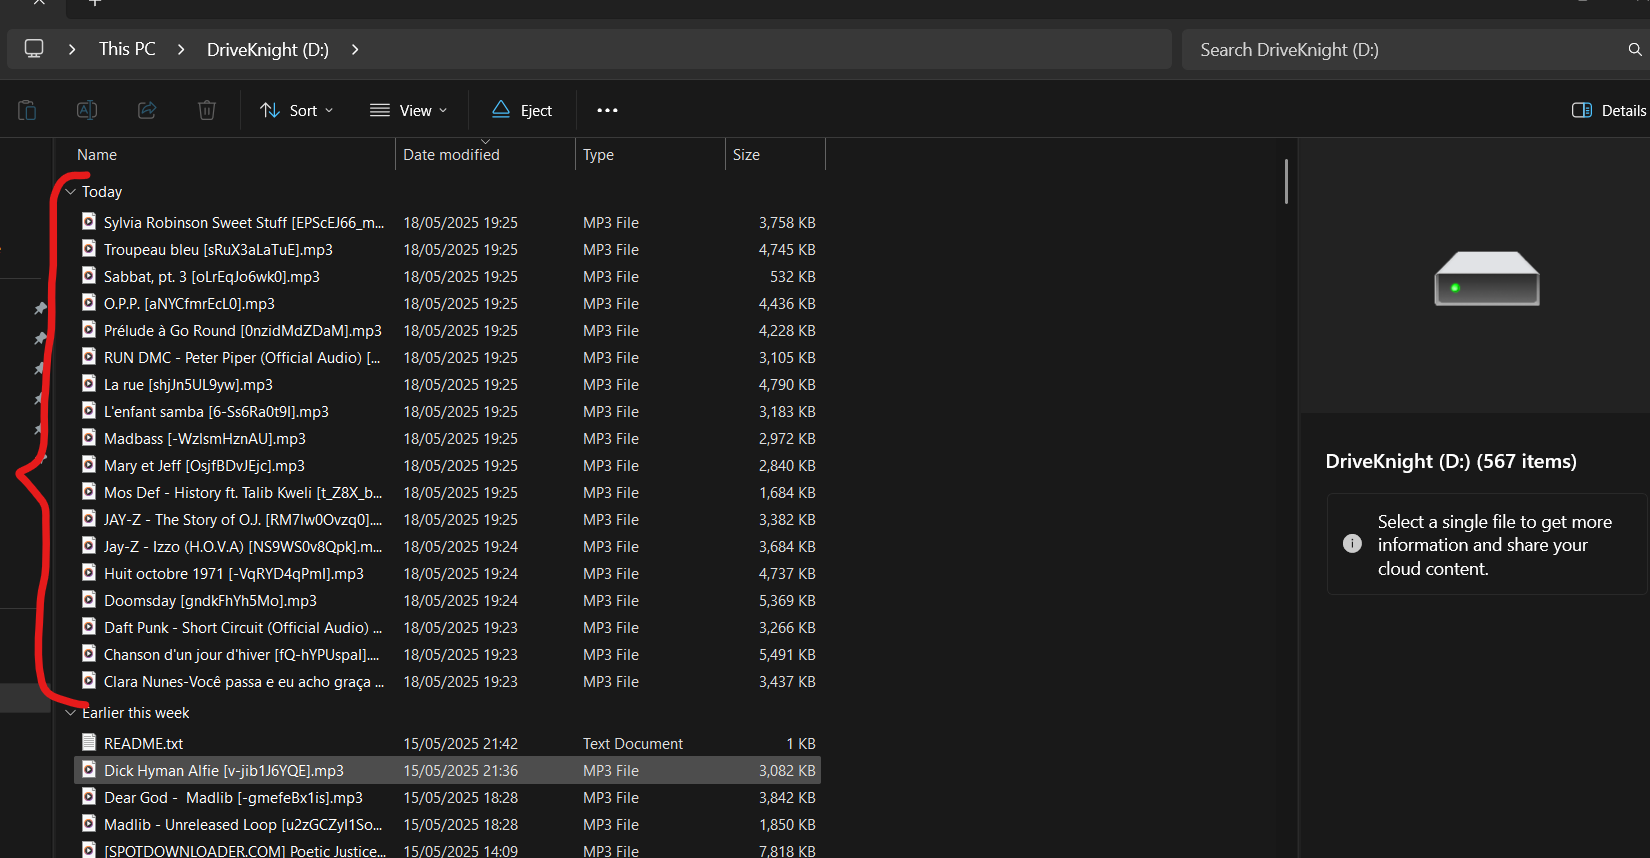 This PC
DriveKnight (D:)
Search DriveKnight (D:)
Sort
View
Eject
Details
Name Date modified Type Size
Today
Sylvia Robinson Sweet Stuff [EPScEJ66_m... 18/05/2025 19:25 MP3 File 3,758 KB
Troupeau bleu [sRuX3aLaTuE].mp3 18/05/2025 19:25 MP3 File 4,745 KB
Sabbat, pt. 3 [oLrEqJo6wk0].mp3 18/05/2025 19:25 MP3 File 532 KB
O.P.P. [aNYCfmrEcL0].mp3 18/05/2025 19:25 MP3 File 4,436 KB
Prélude à Go Round [0nzidMdZDaM].mp3 18/05/2025 19:25 MP3 File 4,228 KB
RUN DMC - Peter Piper (Official Audio) [... 18/05/2025 19:25 MP3 File 3,105 KB
La rue [shjJn5UL9yw].mp3 18/05/2025 19:25 MP3 File 4,790 KB
L'enfant samba [6-Ss6Ra0t9I].mp3 18/05/2025 19:25 MP3 File 3,183 KB
Madbass [-WzlsmHznAU].mp3 18/05/2025 19:25 MP3 File 2,972 KB
Mary et Jeff [OsjfBDvJEjc].mp3 18/05/2025 19:25 MP3 File 2,840 KB
Mos Def - History ft. Talib Kweli [t_Z8X_b... 18/05/2025 19:25 MP3 File 1,684 KB
JAY-Z - The Story of O.J. [RM7lw0Ovzq0].... 18/05/2025 19:25 MP3 File 3,382 KB
Jay-Z - Izzo (H.O.V.A) [NS9WS0v8Qpk].m... 18/05/2025 19:24 MP3 File 3,684 KB
Huit octobre 1971 [-VqRYD4qPmI].mp3 18/05/2025 19:24 MP3 File 4,737 KB
Doomsday [gndkFhYh5Mo].mp3 18/05/2025 19:24 MP3 File 5,369 KB
Daft Punk - Short Circuit (Official Audio) ... 18/05/2025 19:23 MP3 File 3,266 KB
Chanson d'un jour d'hiver [fQ-hYPUspaI].... 18/05/2025 19:23 MP3 File 5,491 KB
Clara Nunes-Você passa e eu acho graça ... 18/05/2025 19:23 MP3 File 3,437 KB
Earlier this week
README.txt 15/05/2025 21:42 Text Document 1 KB
Dick Hyman Alfie [v-jib1J6YQE].mp3 15/05/2025 21:36 MP3 File 3,082 KB
Dear God -  Madlib [-gmefeBx1is].mp3 15/05/2025 18:28 MP3 File 3,842 KB
Madlib - Unreleased Loop [u2zGCZyI1So... 15/05/2025 18:28 MP3 File 1,850 KB
[SPOTDOWNLOADER.COM] Poetic Justice... 15/05/2025 14:09 MP3 File 7,818 KB
DriveKnight (D:) (567 items)
Select a single file to get more
information and share your
cloud content.